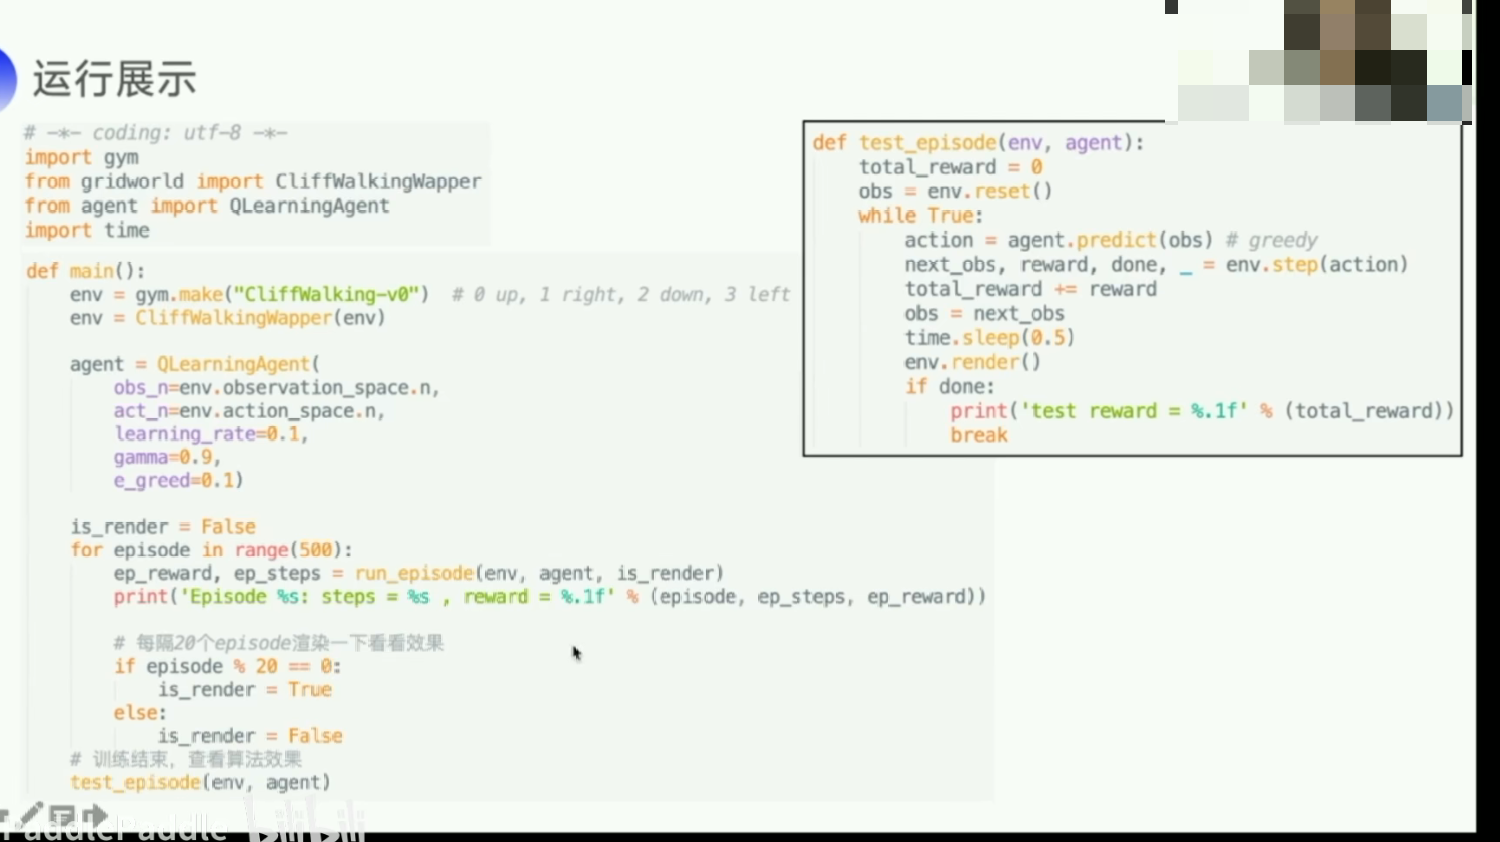 运行展示
# -*- coding: utf-8 -*-
import gym
from gridworld import CliffWalkingWapper
from agent import QLearningAgent
import time
def main():
    env = gym.make("CliffWalking-v0")  # 0 up, 1 right, 2 down, 3 left
    env = CliffWalkingWapper(env)
    agent = QLearningAgent(
        obs_n=env.observation_space.n,
        act_n=env.action_space.n,
        learning_rate=0.1,
        gamma=0.9,
        e_greed=0.1)
    is_render = False
    for episode in range(500):
        ep_reward, ep_steps = run_episode(env, agent, is_render)
        print('Episode %s: steps = %s , reward = %.1f' % (episode, ep_steps, ep_reward))
        # 每隔20个episode渲染一下看看效果
        if episode % 20 == 0:
            is_render = True
        else:
            is_render = False
    # 训练结束，查看算法效果
    test_episode(env, agent)
def test_episode(env, agent):
    total_reward = 0
    obs = env.reset()
    while True:
        action = agent.predict(obs) # greedy
        next_obs, reward, done, _ = env.step(action)
        total_reward += reward
        obs = next_obs
        time.sleep(0.5)
        env.render()
        if done:
            print('test reward = %.1f' % (total_reward))
            break
PaddlePaddle bilibili